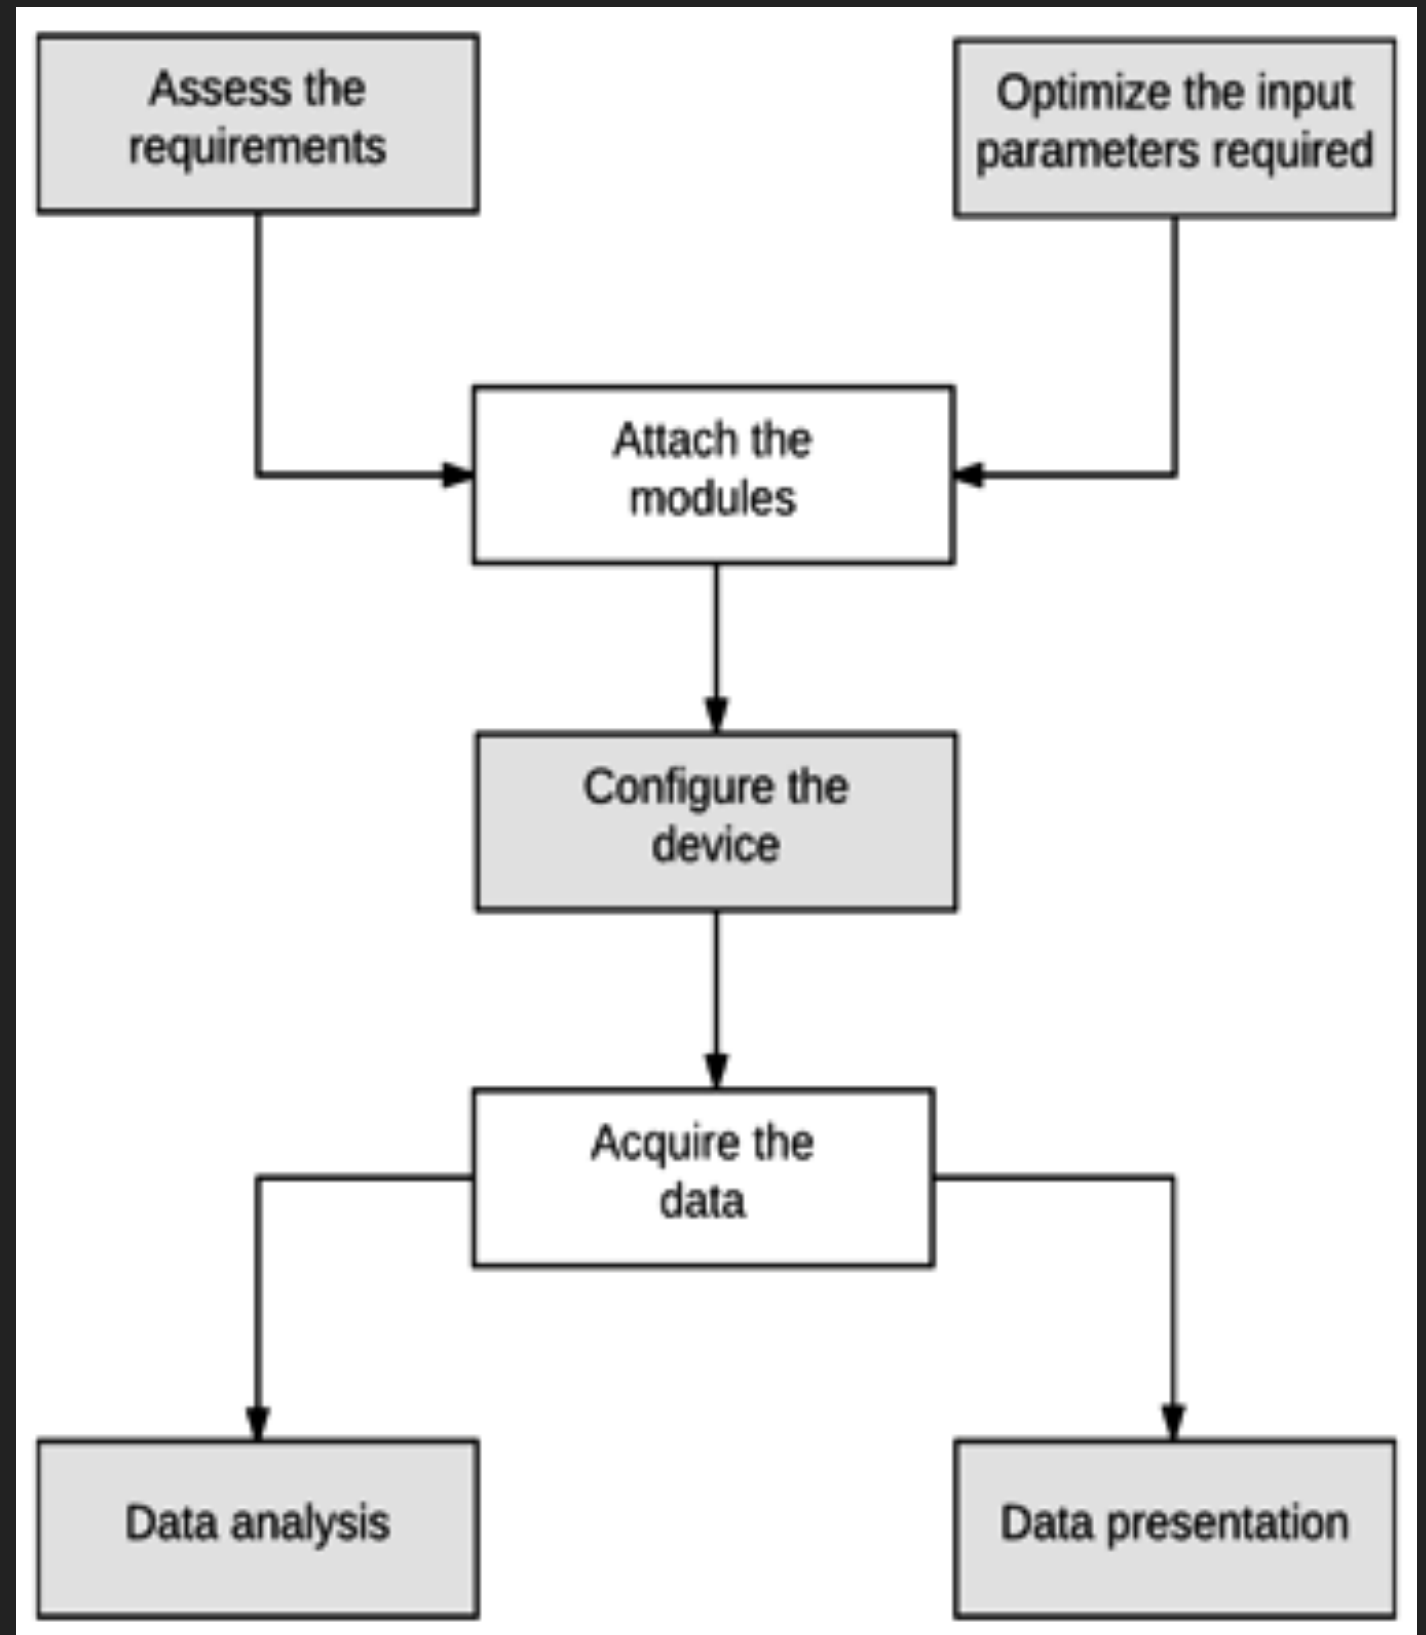 Assess the
requirements
Optimize the input
parameters required
Attach the
modules
Configure the
device
Acquire the
data
Data analysis
Data presentation